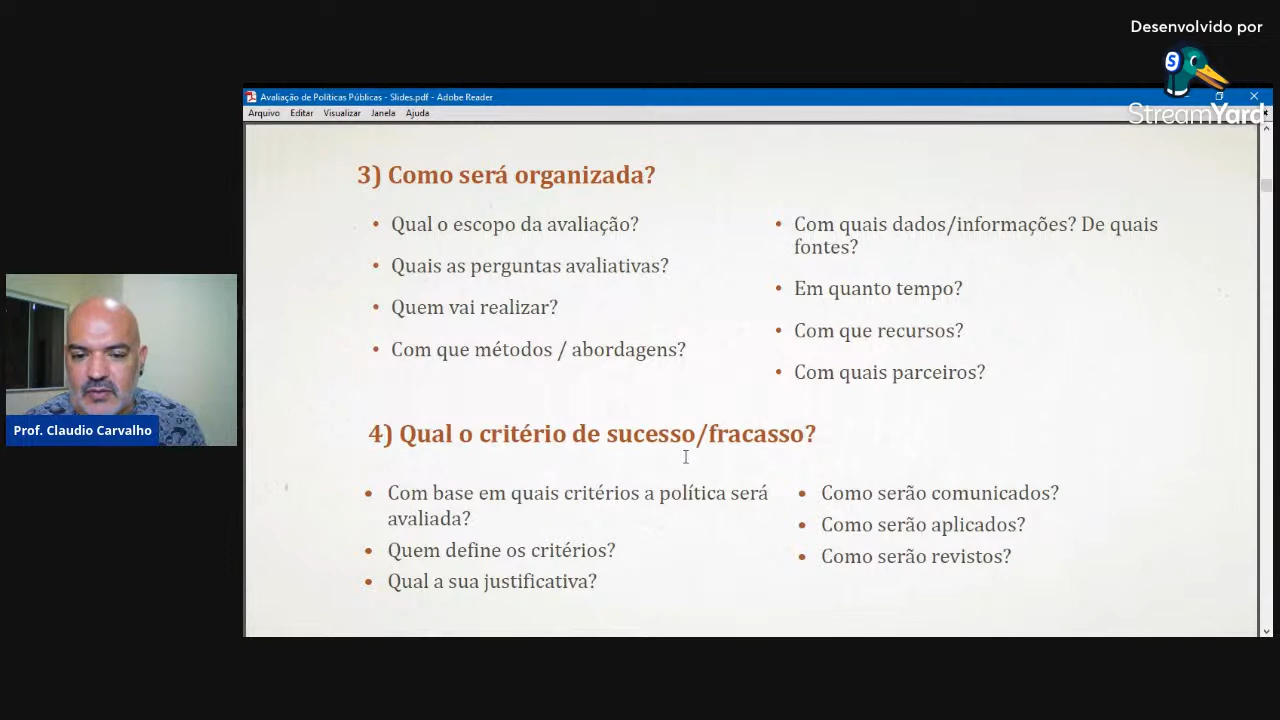 Desenvolvido por
StreamYard
Avaliação de Políticas Públicas - Slides.pdf - Adobe Reader
Arquivo Editar Visualizar Janela Ajuda
3) Como será organizada?
• Qual o escopo da avaliação?
• Quais as perguntas avaliativas?
• Quem vai realizar?
• Com que métodos / abordagens?
• Com quais dados/informações? De quais
fontes?
• Em quanto tempo?
• Com que recursos?
• Com quais parceiros?
4) Qual o critério de sucesso/fracasso?
• Com base em quais critérios a política será
avaliada?
• Quem define os critérios?
• Qual a sua justificativa?
• Como serão comunicados?
• Como serão aplicados?
• Como serão revistos?
Prof. Claudio Carvalho